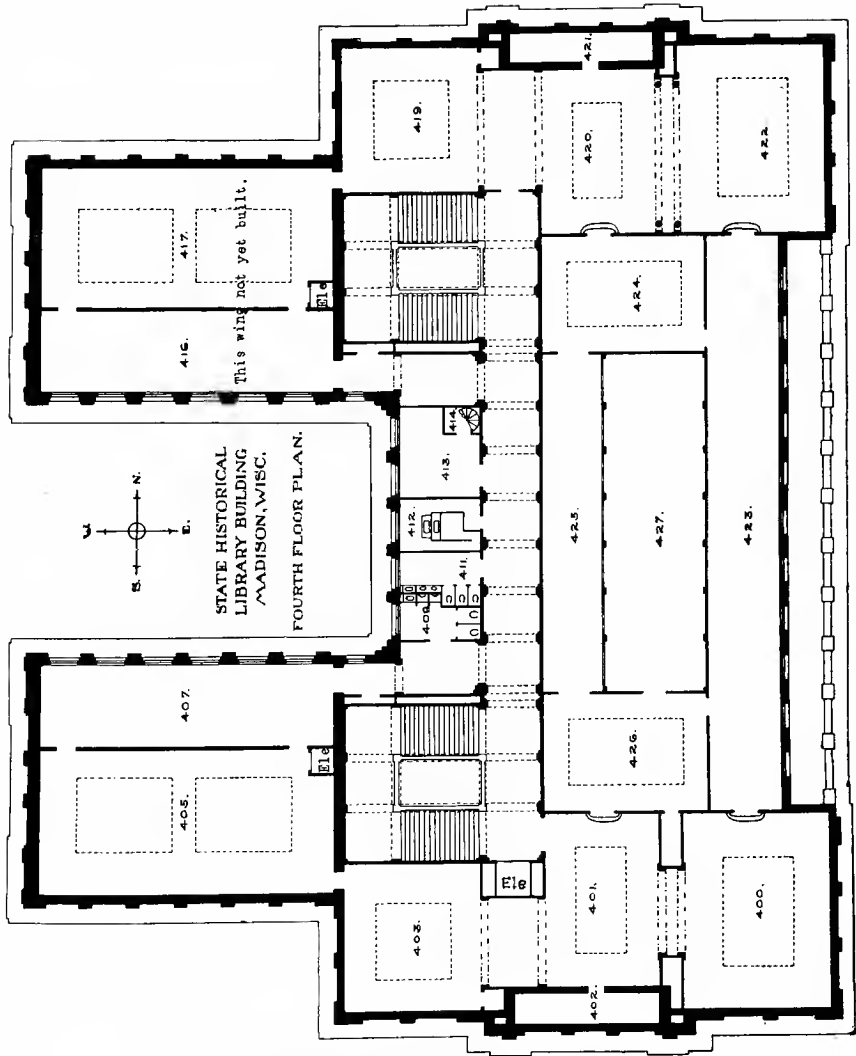 STATE HISTORICAL
LIBRARY BUILDING
MADISON, WISC.
FOURTH FLOOR PLAN.
W.
S.
N.
E.
This wing not yet built.
405.
407.
416.
417.
Ele
Ele
403.
409.
411.
412.
413.
414.
419.
Ele
402.
401.
426.
425.
427.
424.
420.
421.
400.
423.
422.